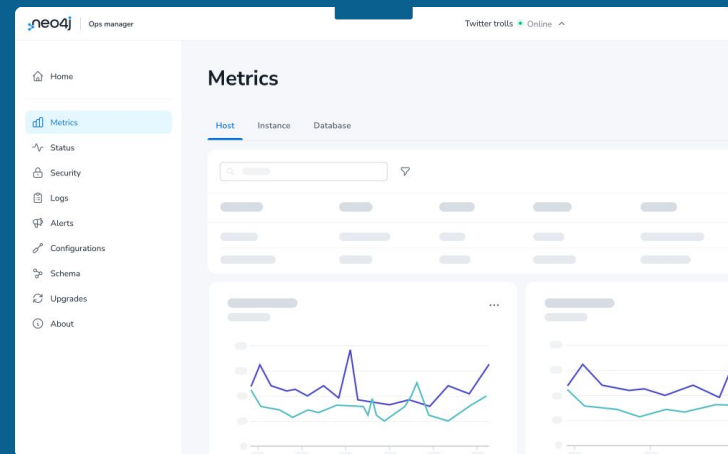 neo4j Ops manager
Twitter trolls Online
Home
Metrics
Status
Security
Logs
Alerts
Configurations
Schema
Upgrades
About
Metrics
Host Instance Database